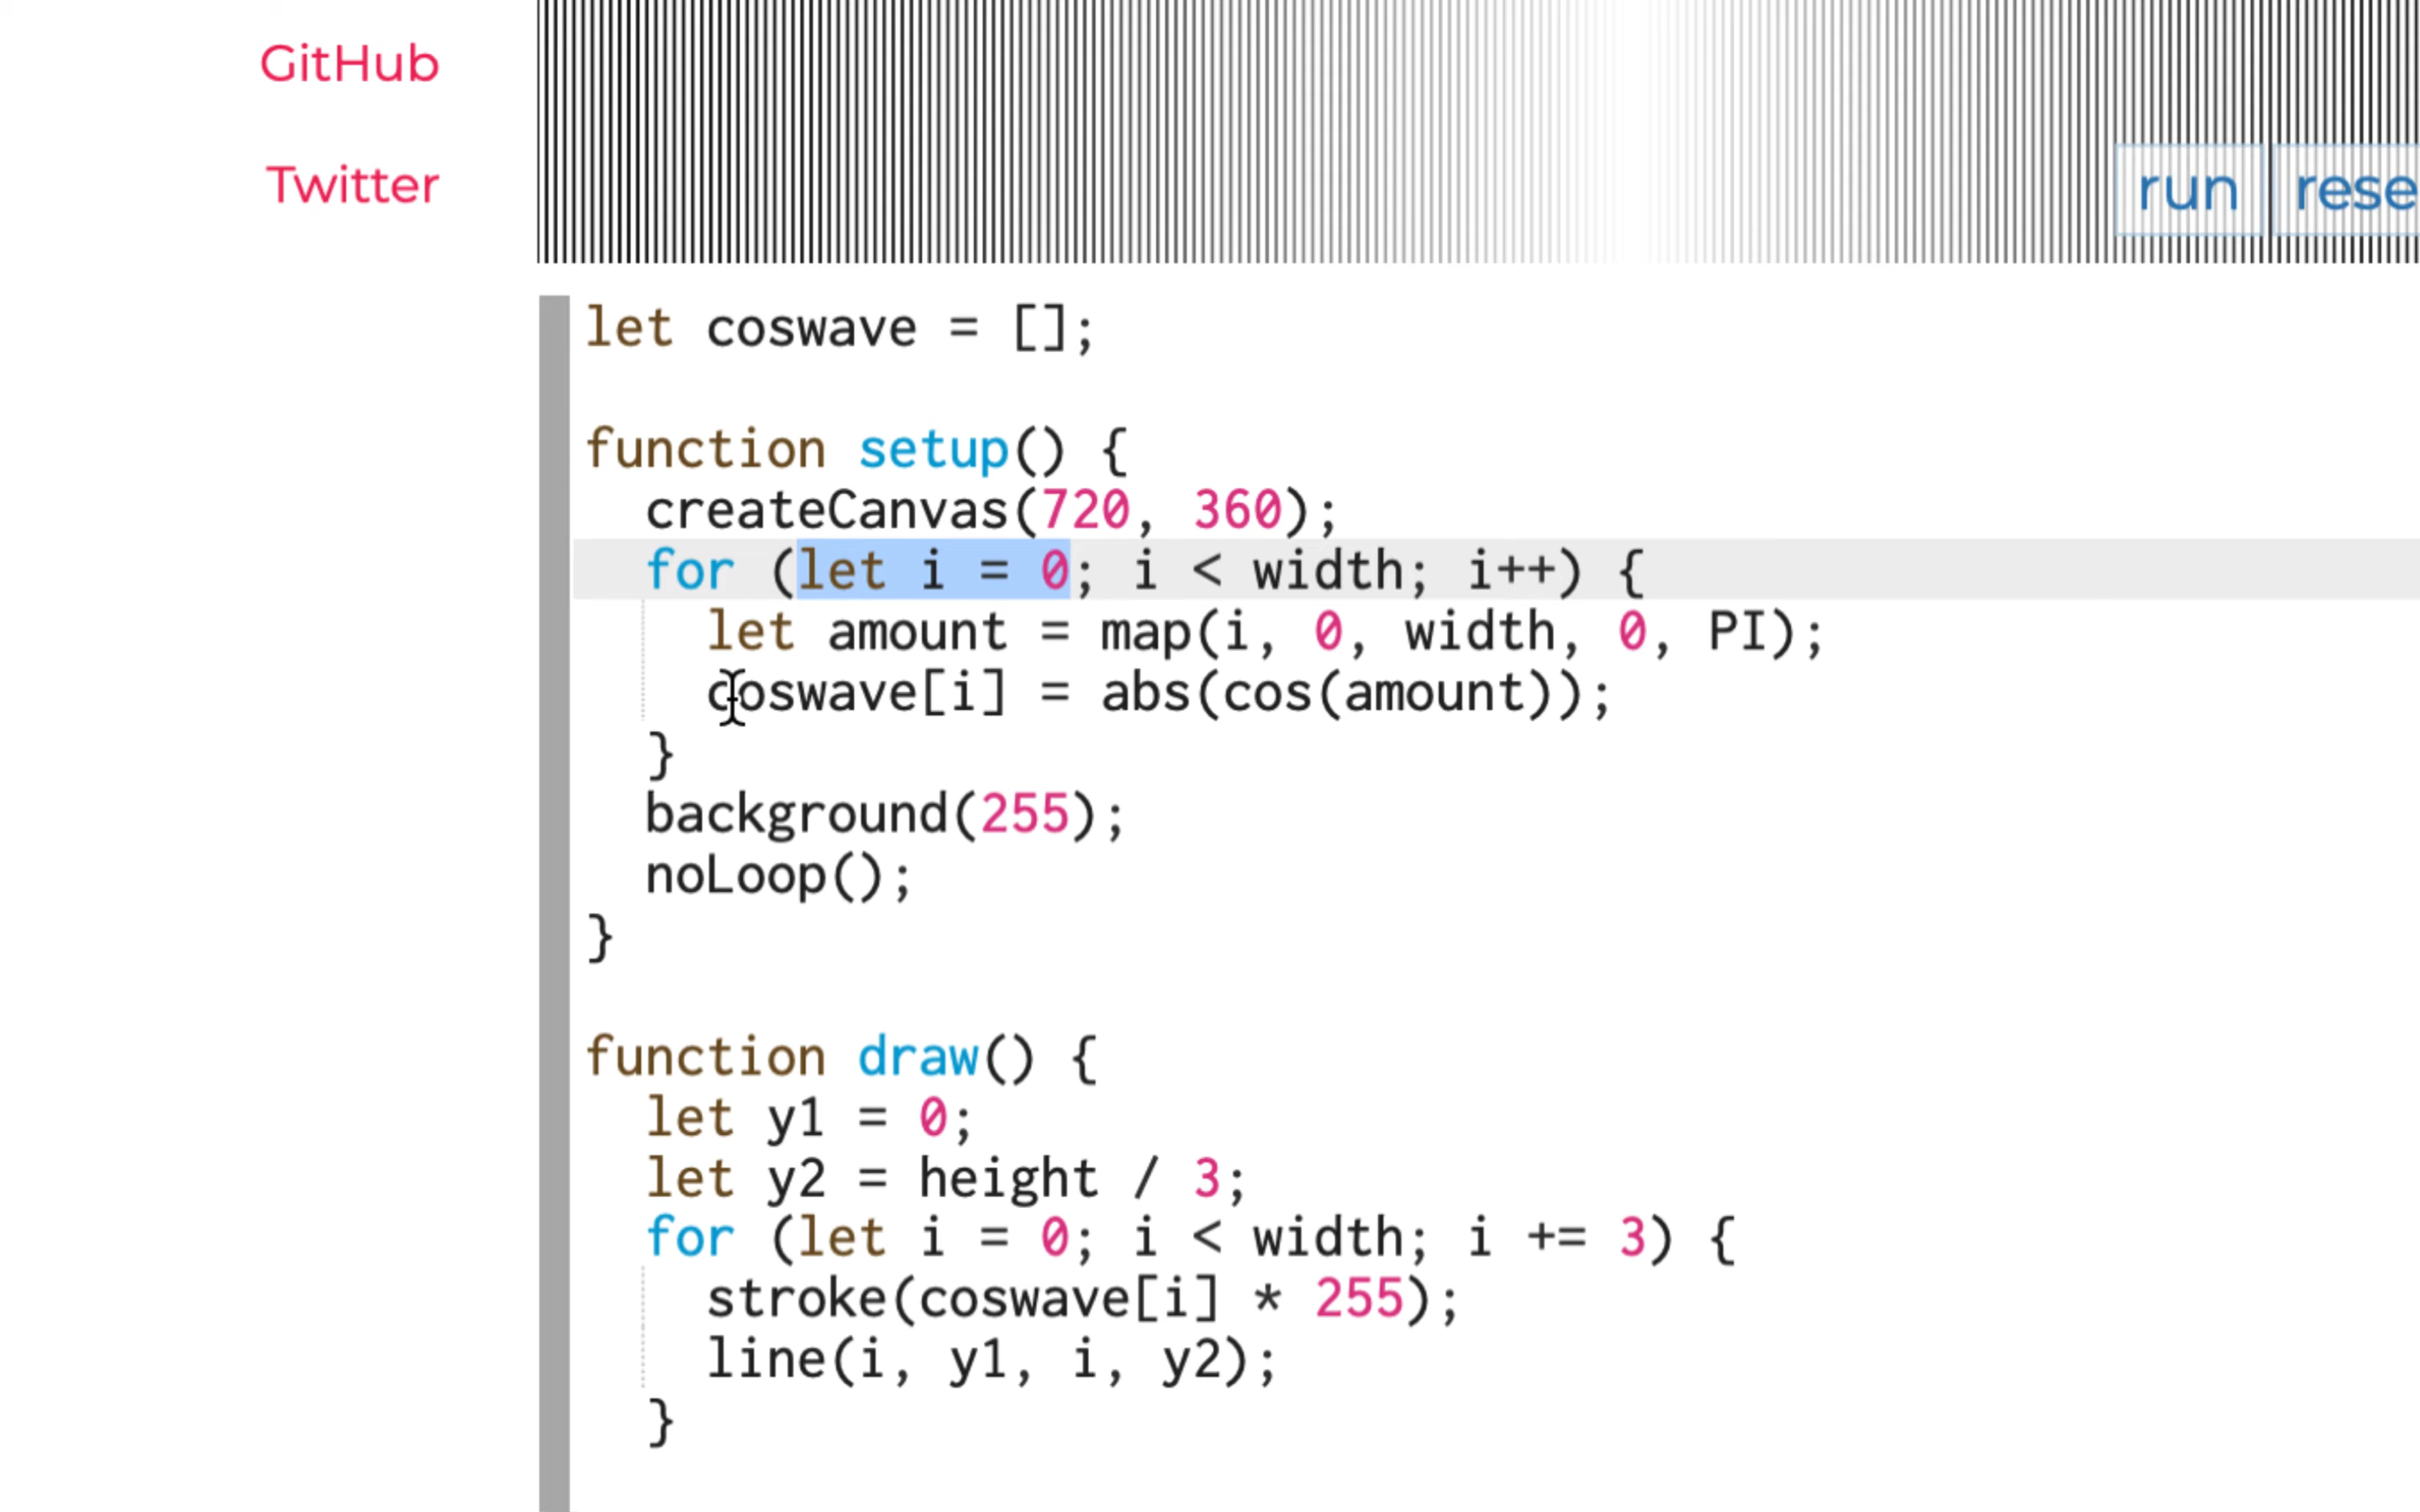 GitHub
Twitter
run rese
let coswave = [];
function setup() {
createCanvas(720, 360);
for (let i = 0; i < width; i++) {
let amount = map(i, 0, width, 0, PI);
coswave[i] = abs(cos(amount));
}
background(255);
noLoop();
}
function draw() {
let y1 = 0;
let y2 = height / 3;
for (let i = 0; i < width; i += 3) {
stroke(coswave[i] * 255);
line(i, y1, i, y2);
}